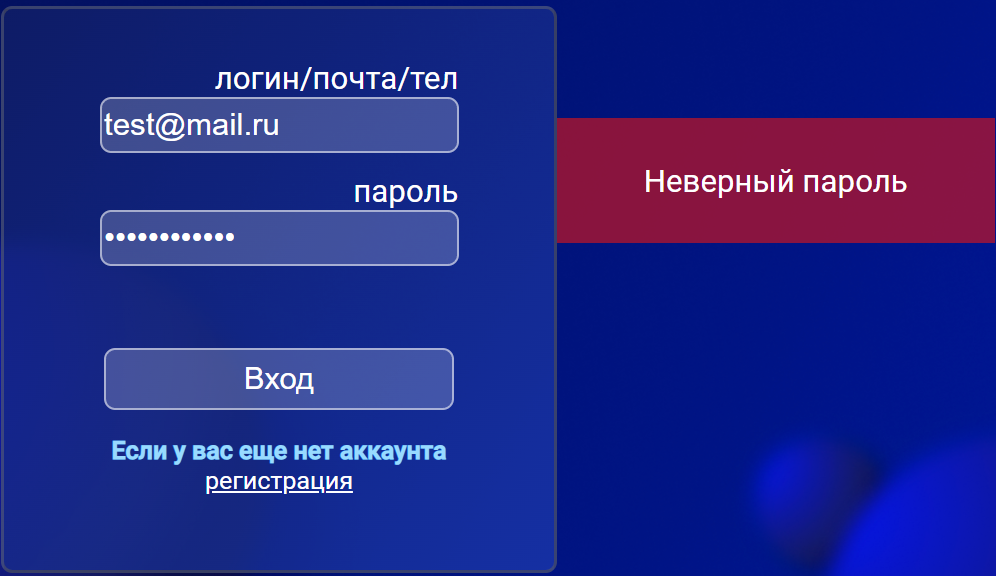 логин/почта/тел
test@mail.ru
пароль
••••••••••••
Неверный пароль
Вход
Если у вас еще нет аккаунта
регистрация